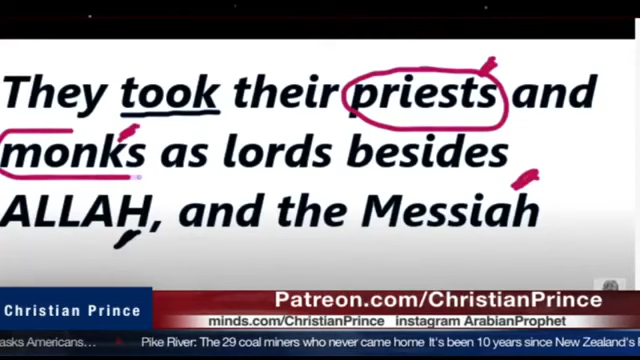 They took their priests and
monks as lords besides
ALLAH, and the Messiah
Christian Prince
Patreon.com/ChristianPrince
minds.com/ChristianPrince instagram ArabianProphet
asks Americans... Pike River: The 29 coal miners who never came home It's been 10 years since New Zealand's